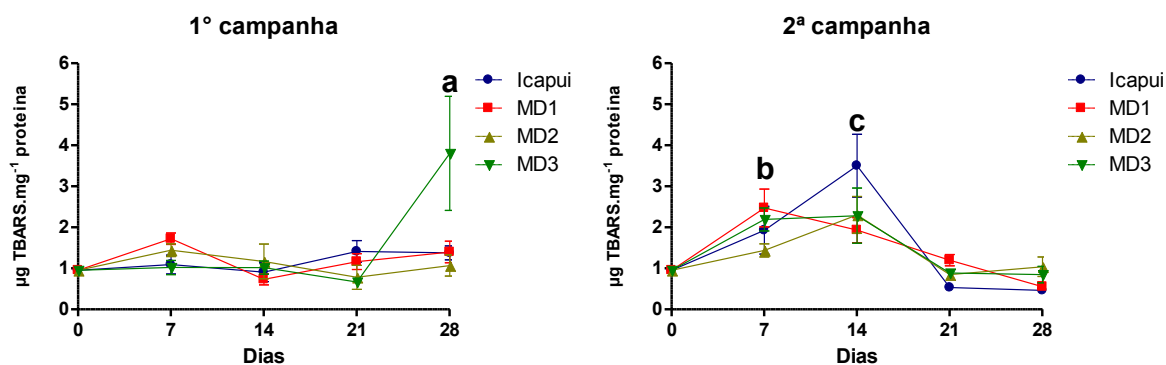 1° campanha
µg TBARS.mg⁻¹ proteina
6
5
4
3
2
1
0
0 7 14 21 28
Dias
a
Icapui
MD1
MD2
MD3
2ª campanha
µg TBARS.mg⁻¹ proteina
6
5
4
3
2
1
0
0 7 14 21 28
Dias
b
c
Icapui
MD1
MD2
MD3